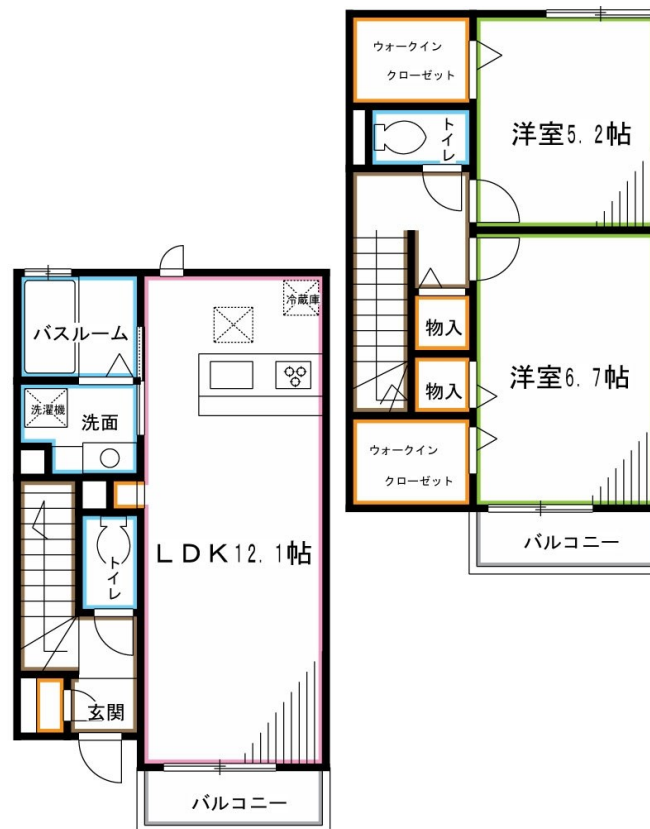 ウォークイン
クローゼット
トイレ
洋室5.2帖
物入
物入
洋室6.7帖
ウォークイン
クローゼット
バルコニー
冷蔵庫
バスルーム
洗濯機
洗面
トイレ
LDK12.1帖
玄関
バルコニー